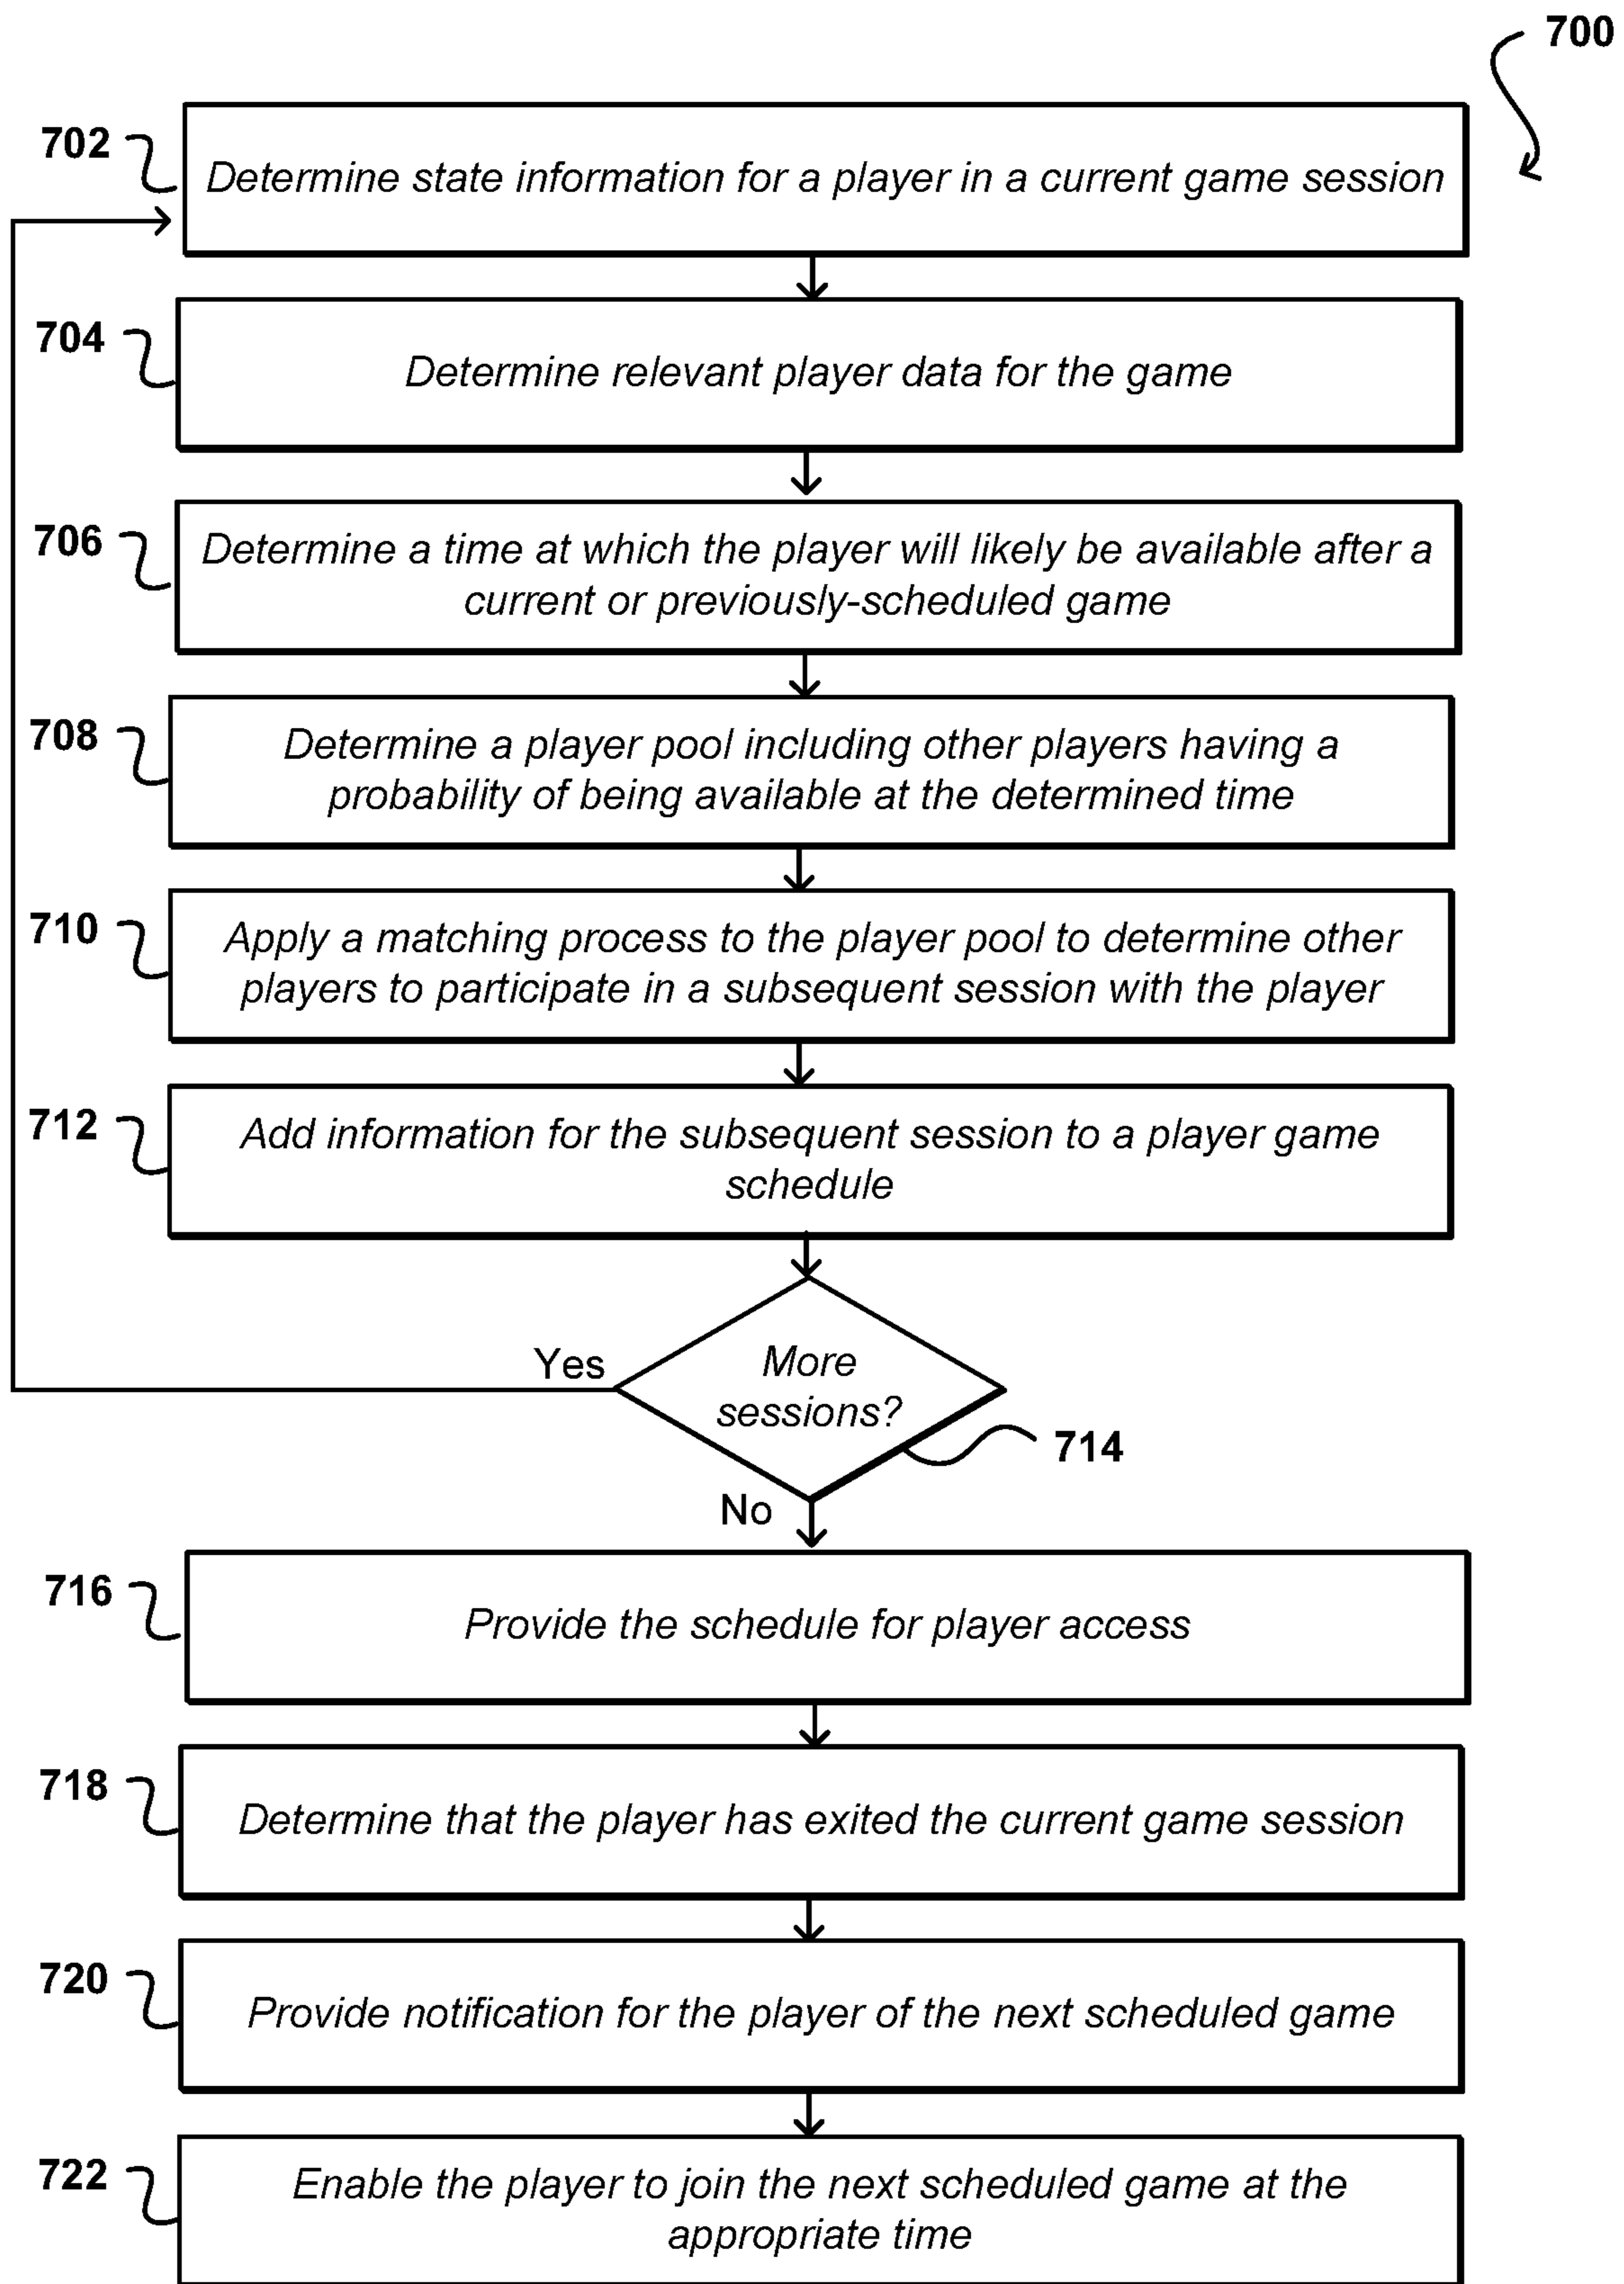 700
702
Determine state information for a player in a current game session
704
Determine relevant player data for the game
706
Determine a time at which the player will likely be available after a
current or previously-scheduled game
708
Determine a player pool including other players having a
probability of being available at the determined time
710
Apply a matching process to the player pool to determine other
players to participate in a subsequent session with the player
712
Add information for the subsequent session to a player game
schedule
Yes
More
sessions?
714
No
716
Provide the schedule for player access
718
Determine that the player has exited the current game session
720
Provide notification for the player of the next scheduled game
722
Enable the player to join the next scheduled game at the
appropriate time